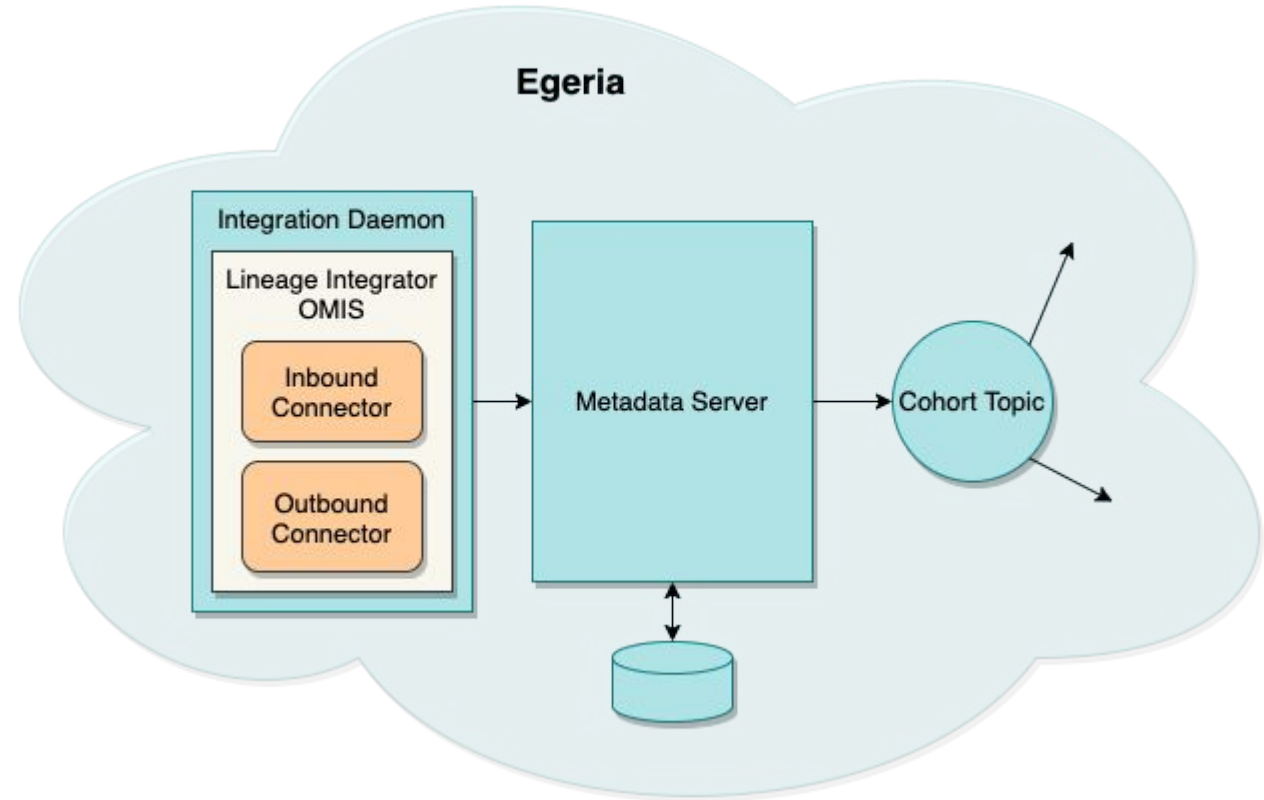 Egeria
Integration Daemon
Lineage Integrator
OMIS
Inbound
Connector
Outbound
Connector
Metadata Server
Cohort Topic